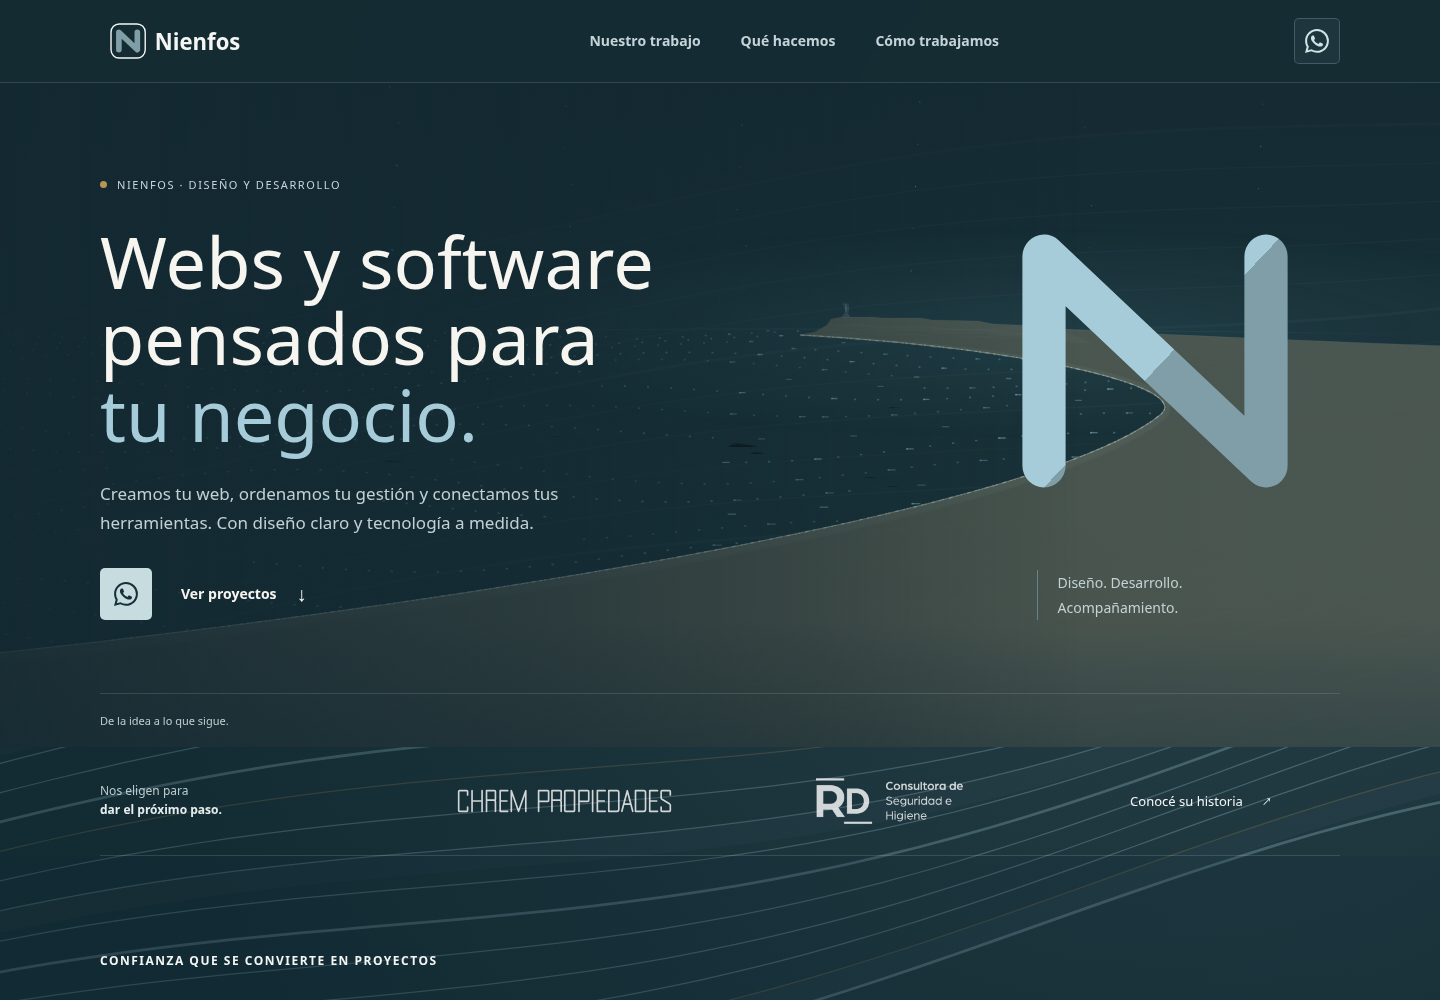 Nienfos
Nuestro trabajo
Qué hacemos
Cómo trabajamos
NIENFOS · DISEÑO Y DESARROLLO
Webs y software
pensados para
tu negocio.
Creamos tu web, ordenamos tu gestión y conectamos tus
herramientas. Con diseño claro y tecnología a medida.
Ver proyectos ↓
Diseño. Desarrollo.
Acompañamiento.
De la idea a lo que sigue.
Nos eligen para
dar el próximo paso.
CHREM PROPIEDADES
RD
Consultora de
Seguridad e
Higiene
Conocé su historia ↗
CONFIANZA QUE SE CONVIERTE EN PROYECTOS